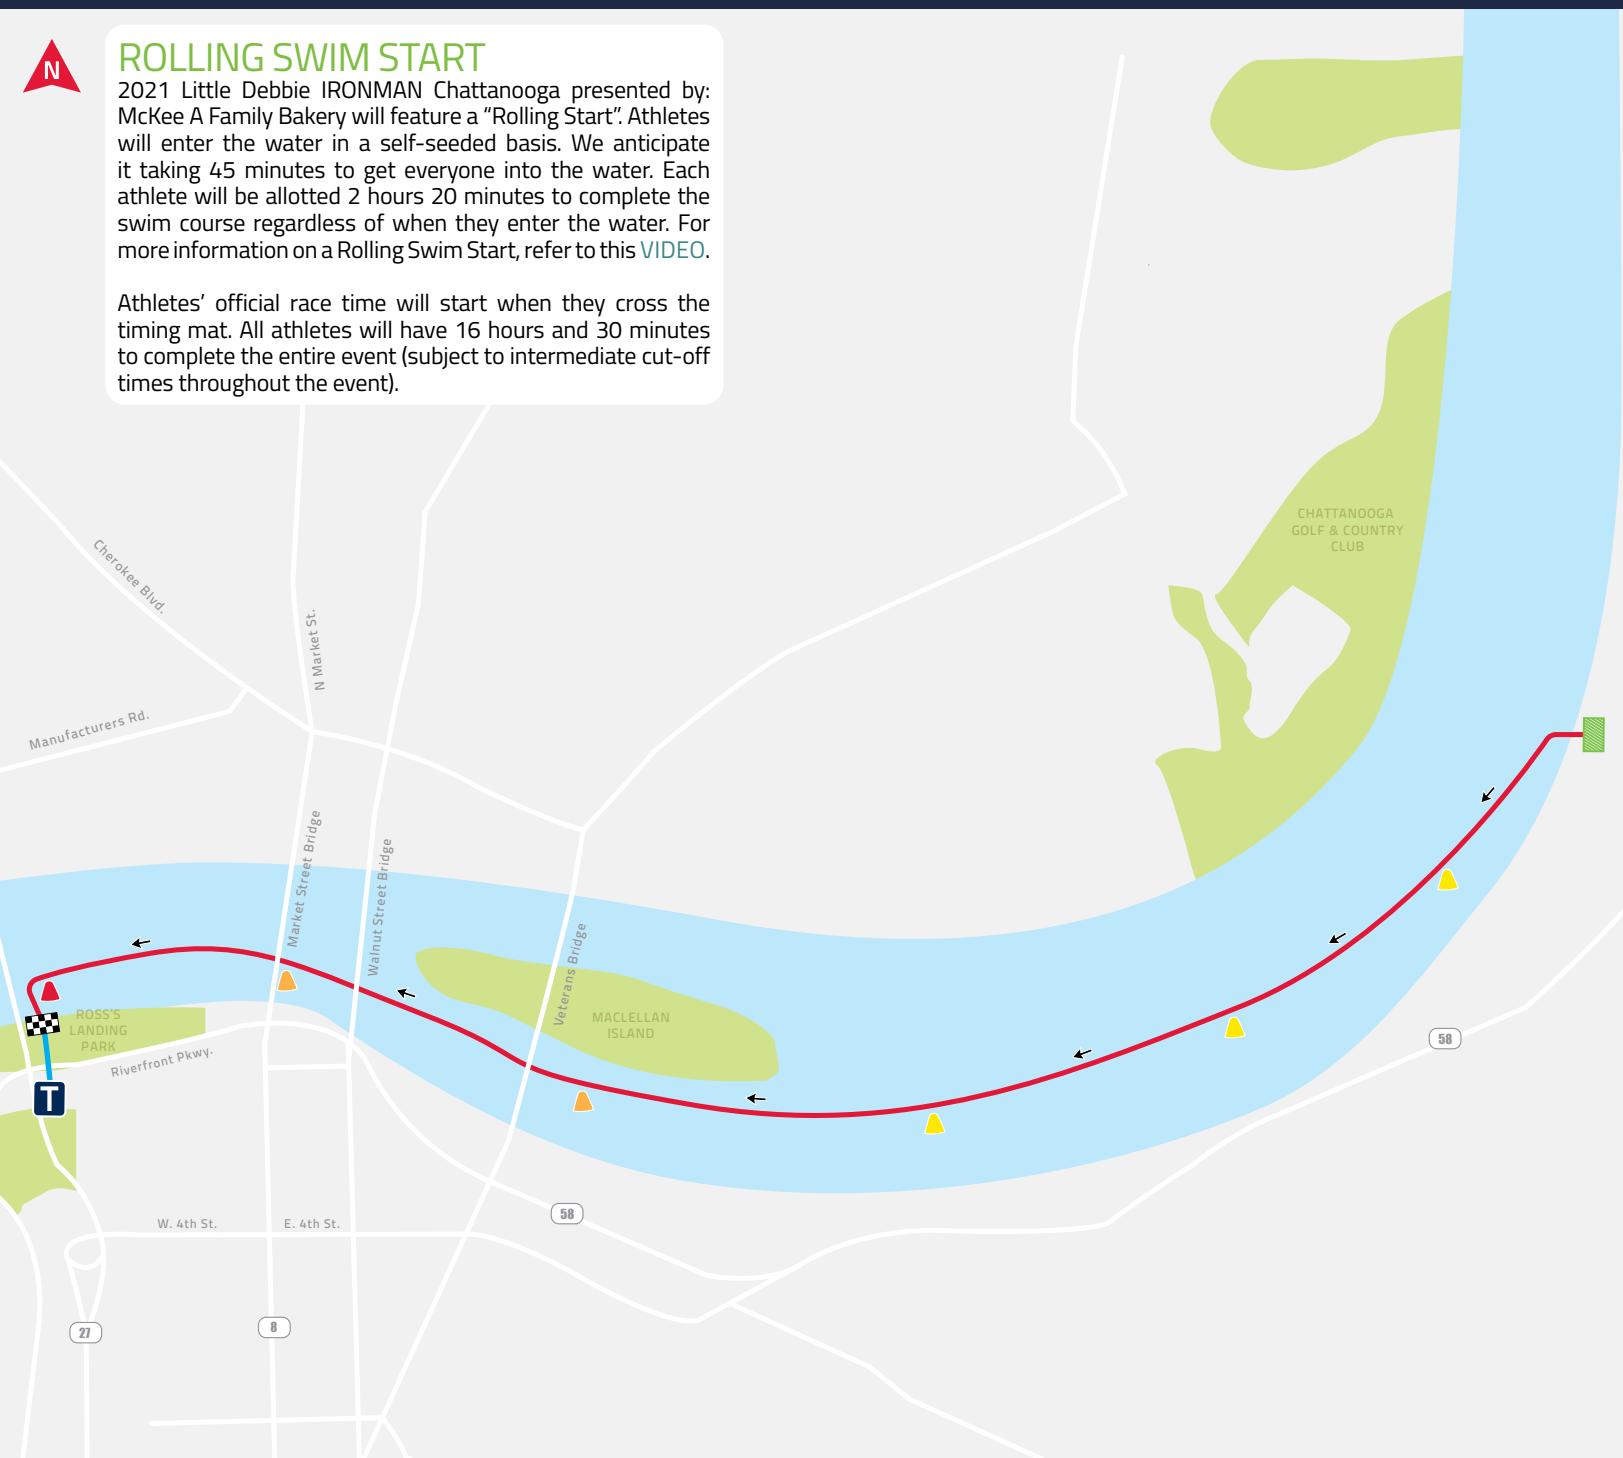 N
ROLLING SWIM START
2021 Little Debbie IRONMAN Chattanooga presented by:
McKee A Family Bakery will feature a “Rolling Start”. Athletes
will enter the water in a self-seeded basis. We anticipate
it taking 45 minutes to get everyone into the water. Each
athlete will be allotted 2 hours 20 minutes to complete the
swim course regardless of when they enter the water. For
more information on a Rolling Swim Start, refer to this VIDEO.
Athletes’ official race time will start when they cross the
timing mat. All athletes will have 16 hours and 30 minutes
to complete the entire event (subject to intermediate cut-off
times throughout the event).
CHATTANOOGA
GOLF & COUNTRY
CLUB
Cherokee Blvd.
N Market St.
Manufacturers Rd.
Market Street Bridge
Walnut Street Bridge
Veterans Bridge
MACLELLAN
ISLAND
ROSS'S
LANDING
PARK
Riverfront Pkwy.
58
T
58
W. 4th St.
E. 4th St.
27
8